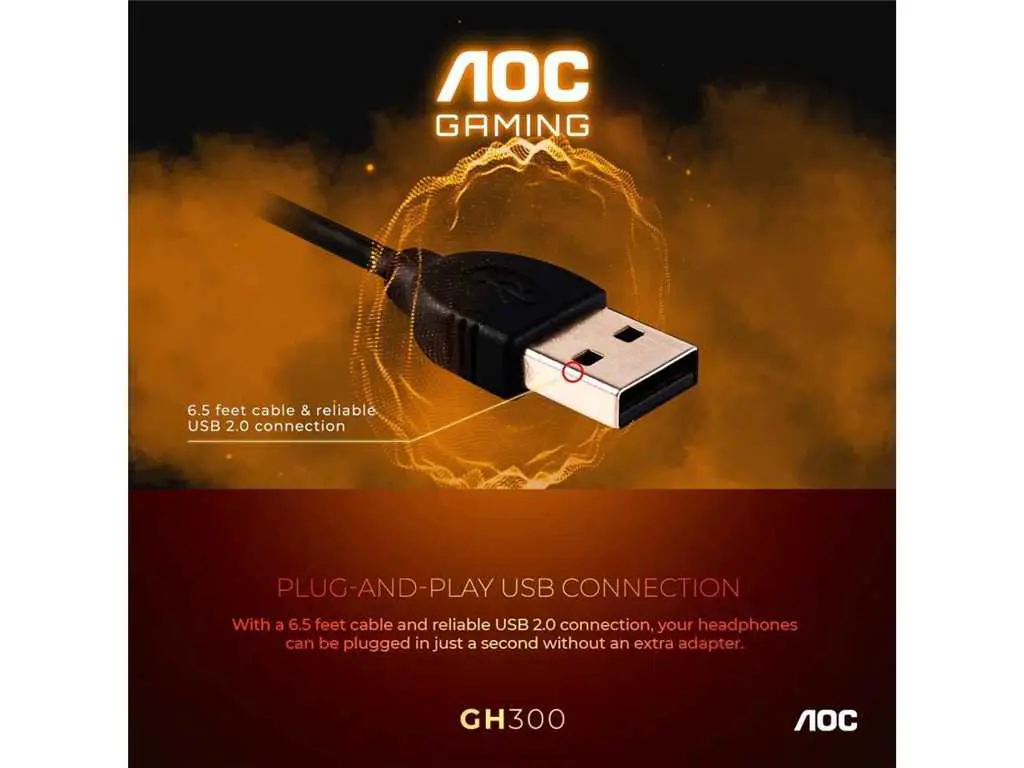 AOC
GAMING
6.5 feet cable & reliable
USB 2.0 connection
PLUG-AND-PLAY USB CONNECTION
With a 6.5 feet cable and reliable USB 2.0 connection, your headphones
can be plugged in just a second without an extra adapter.
GH300
AOC